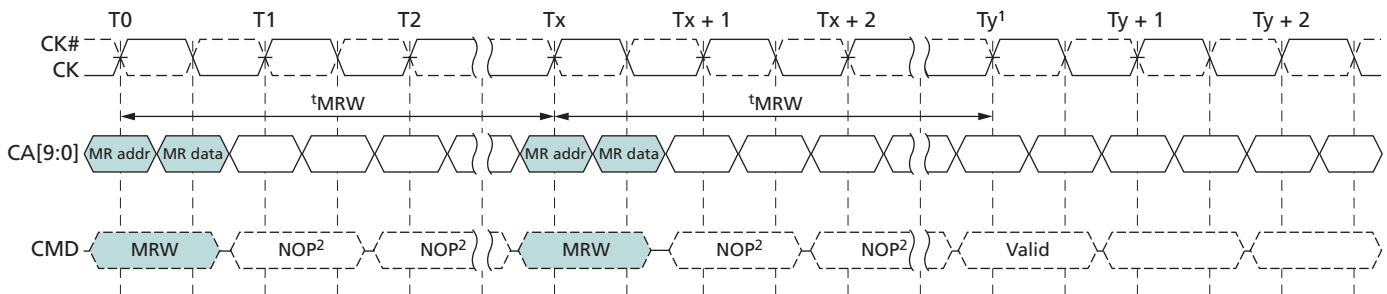 T0 T1 T2 Tx Tx + 1 Tx + 2 Ty¹ Ty + 1 Ty + 2
CK#
CK
ᵗMRW ᵗMRW
CA[9:0] MR addr MR data MR addr MR data
CMD MRW NOP² NOP² MRW NOP² NOP² Valid